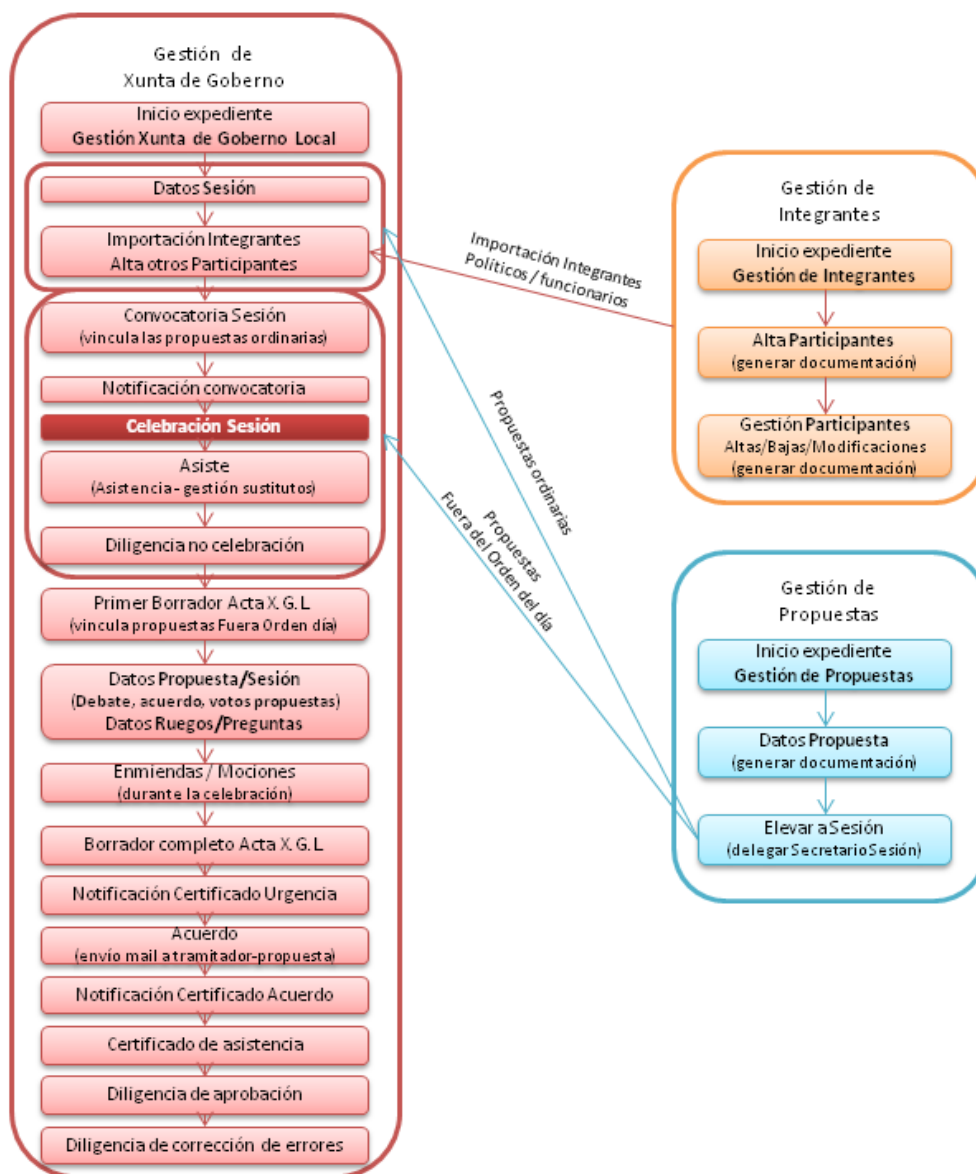 Gestión de
Xunta de Goberno
Inicio expediente
Gestión Xunta de Goberno Local
Datos Sesión
Importación Integrantes
Alta otros Participantes
Convocatoria Sesión
(vincula las propuestas ordinarias)
Notificación convocatoria
Celebración Sesión
Asiste
(Asistencia - gestión sustitutos)
Diligencia no celebración
Primer Borrador Acta X. G. L.
(vincula propuestas Fuera Orden día)
Datos Propuesta/Sesión
(Debate, acuerdo, votos propuestas)
Datos Ruegos/Preguntas
Enmiendas / Mociones
(durante la celebración)
Borrador completo Acta X. G. L.
Notificación Certificado Urgencia
Acuerdo
(envío mail a tramitador-propuesta)
Notificación Certificado Acuerdo
Certificado de asistencia
Diligencia de aprobación
Diligencia de corrección de errores
Importación Integrantes
Políticos / funcionarios
Propuestas ordinarias
Propuestas
Fuera del Orden del día
Gestión de
Integrantes
Inicio expediente
Gestión de Integrantes
Alta Participantes
(generar documentación)
Gestión Participantes
Altas/Bajas/Modificaciones
(generar documentación)
Gestión de
Propuestas
Inicio expediente
Gestión de Propuestas
Datos Propuesta
(generar documentación)
Elevar a Sesión
(delegar Secretario Sesión)